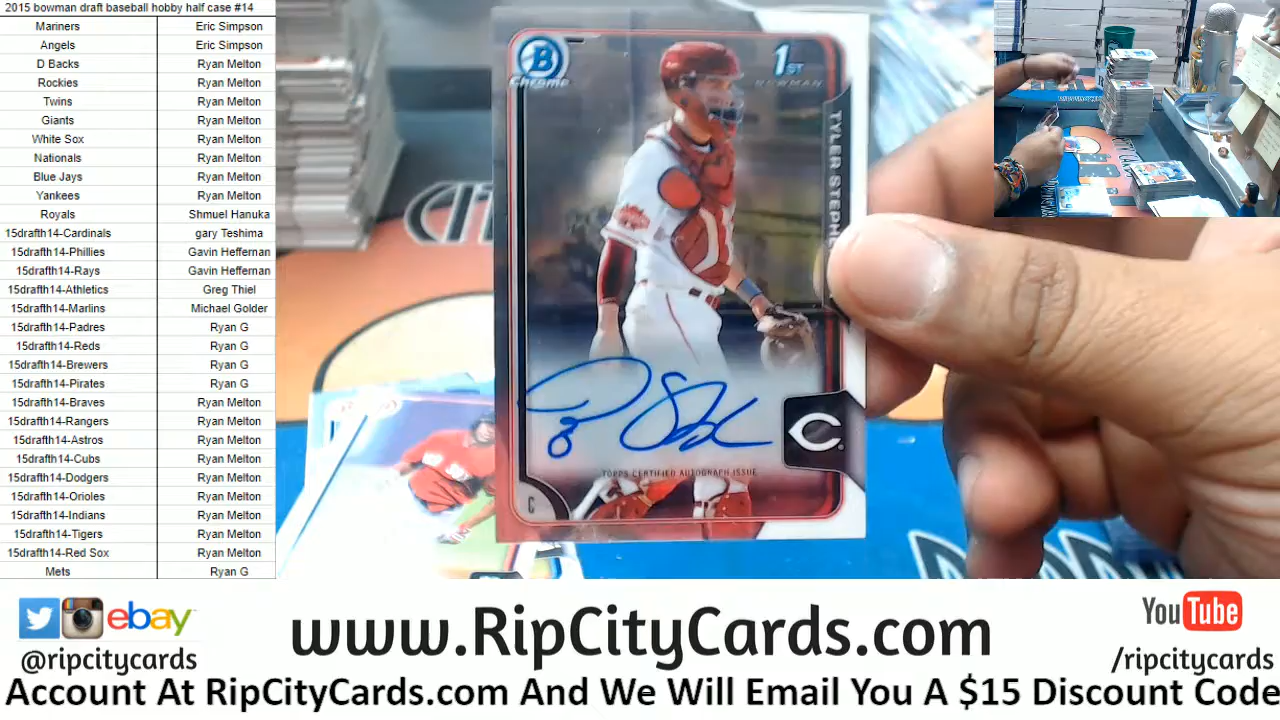 2015 bowman draft baseball hobby half case #14
Mariners Eric Simpson
Angels Eric Simpson
D Backs Ryan Melton
Rockies Ryan Melton
Twins Ryan Melton
Giants Ryan Melton
White Sox Ryan Melton
Nationals Ryan Melton
Blue Jays Ryan Melton
Yankees Ryan Melton
Royals Shmuel Hanuka
15drafth14-Cardinals gary Teshima
15drafth14-Phillies Gavin Heffernan
15drafth14-Rays Gavin Heffernan
15drafth14-Athletics Greg Thiel
15drafth14-Marlins Michael Golder
15drafth14-Padres Ryan G
15drafth14-Reds Ryan G
15drafth14-Brewers Ryan G
15drafth14-Pirates Ryan G
15drafth14-Braves Ryan Melton
15drafth14-Rangers Ryan Melton
15drafth14-Astros Ryan Melton
15drafth14-Cubs Ryan Melton
15drafth14-Dodgers Ryan Melton
15drafth14-Orioles Ryan Melton
15drafth14-Indians Ryan Melton
15drafth14-Tigers Ryan Melton
15drafth14-Red Sox Ryan Melton
Mets Ryan G
B
Chrome
1ST
BOWMAN
TYLER STEPHE
C
TOPPS CERTIFIED AUTOGRAPH ISSUE
C
ebay
@ripcitycards
www.RipCityCards.com
YouTube
/ripcitycards
Account At RipCityCards.com And We Will Email You A $15 Discount Code